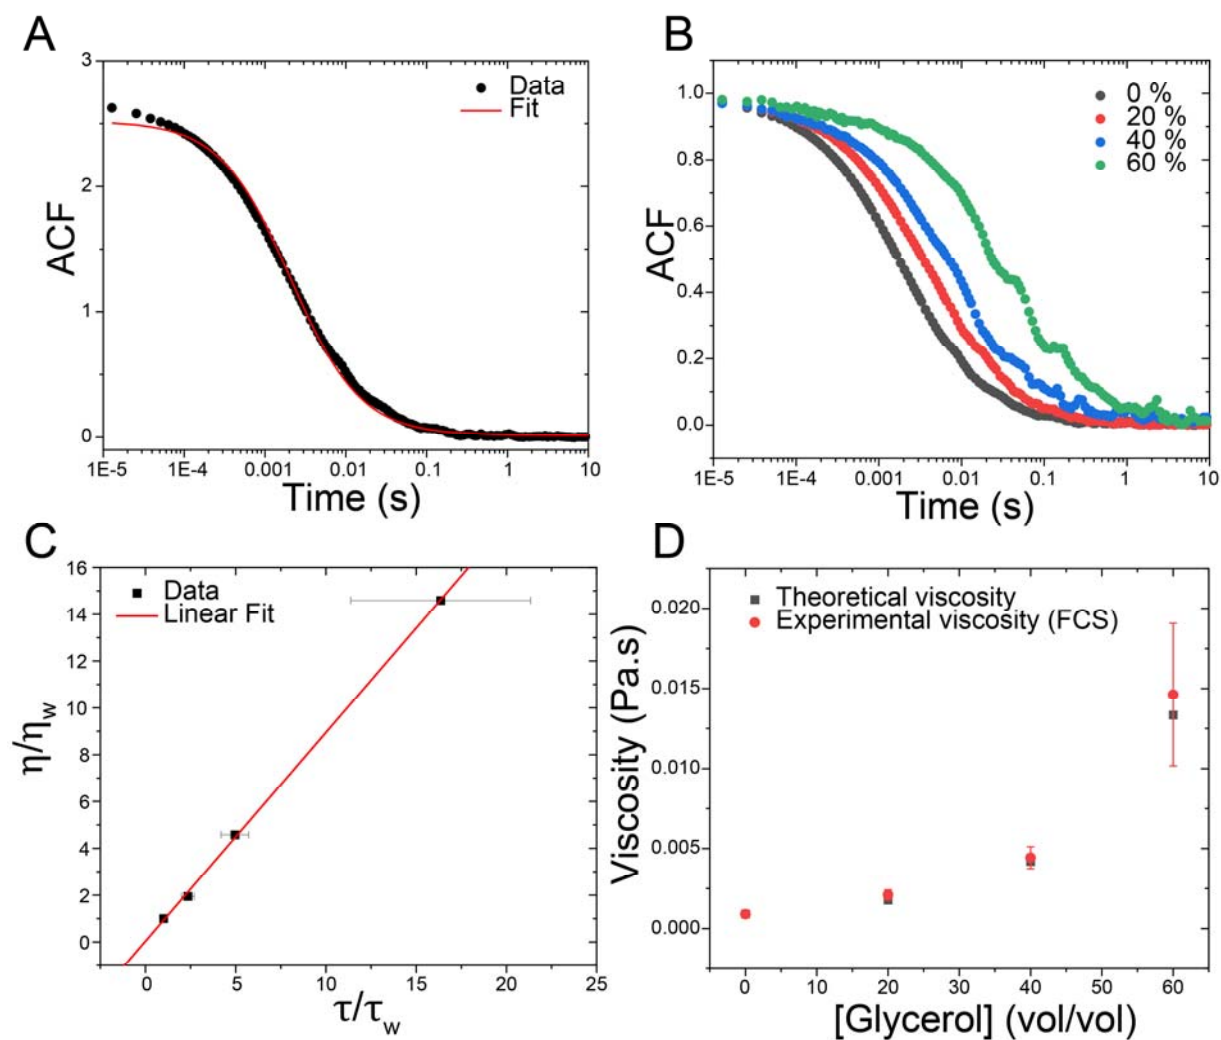 A
3
2
1
0
ACF
Data
Fit
1E-5 1E-4 0.001 0.01 0.1 1 10
Time (s)
B
1.0
0.8
0.6
0.4
0.2
0.0
ACF
0 %
20 %
40 %
60 %
1E-5 1E-4 0.001 0.01 0.1 1 10
Time (s)
C
16
14
12
10
8
6
4
2
0
η/ηw
Data
Linear Fit
0 5 10 15 20 25
τ/τw
D
0.020
0.015
0.010
0.005
0.000
Viscosity (Pa.s)
Theoretical viscosity
Experimental viscosity (FCS)
0 10 20 30 40 50 60
[Glycerol] (vol/vol)